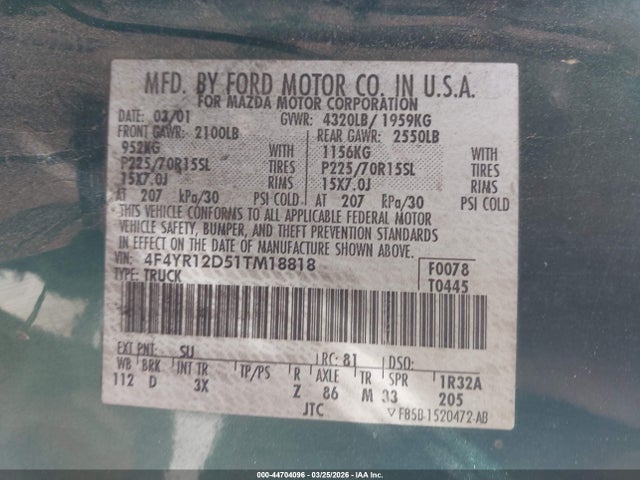 MFD. BY FORD MOTOR CO. IN U.S.A.
FOR MAZDA MOTOR CORPORATION
DATE: 03/01 GVWR: 4320LB/ 1959KG
FRONT GAWR: 2100LB REAR GAWR: 2550LB
952KG WITH 1156KG WITH
P225/70R15SL TIRES P225/70R15SL TIRES
15X7.0J RIMS 15X7.0J RIMS
AT 207 kPa/30 PSI COLD AT 207 kPa/30 PSI COLD
THIS VEHICLE CONFORMS TO ALL APPLICABLE FEDERAL MOTOR
VEHICLE SAFETY, BUMPER, AND THEFT PREVENTION STANDARDS
IN EFFECT ON THE DATE OF MANUFACTURE SHOWN ABOVE.
VIN: 4F4YR12D51TM18818 F0078
TYPE: TRUCK T0445
EXT PNT: SU RC: 81 DSO:
WB BRK INT TR TP/PS R AXLE TR SPR 1R32A
112 D 3X Z 86 M 33 205
JTC F85B-1520472-AB
000-44704096 | 03/25/2026 | IAA Inc.